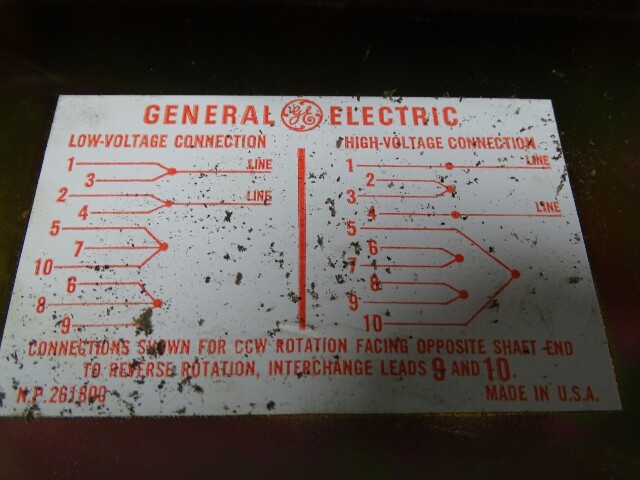 GENERAL GE ELECTRIC
LOW-VOLTAGE CONNECTION
1
3
LINE
2
4
LINE
5
7
10
6
8
9
HIGH-VOLTAGE CONNECTION
1
LINE
2
3
4
LINE
5
6
7
8
9
10
CONNECTIONS SHOWN FOR CCW ROTATION FACING OPPOSITE SHAFT END
TO REVERSE ROTATION, INTERCHANGE LEADS 9 AND 10.
N.P.261800 MADE IN U.S.A.